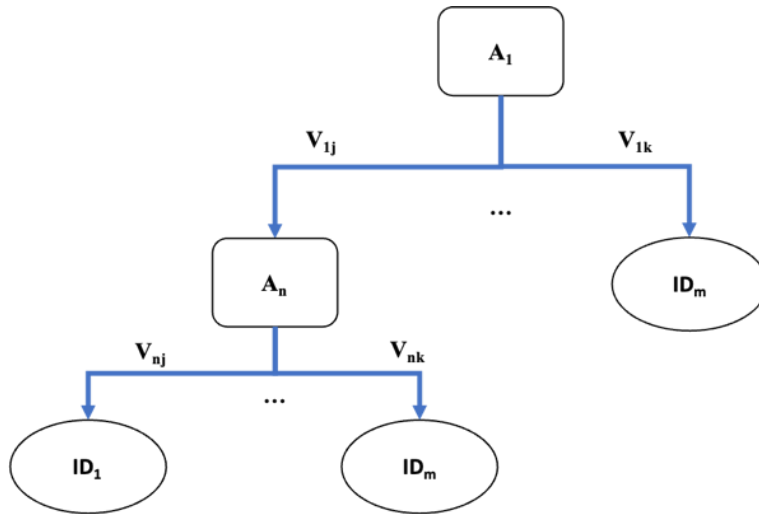 A₁
V₁ⱼ
V₁ₖ
...
Aₙ
IDₘ
Vₙⱼ
Vₙₖ
...
ID₁
IDₘ